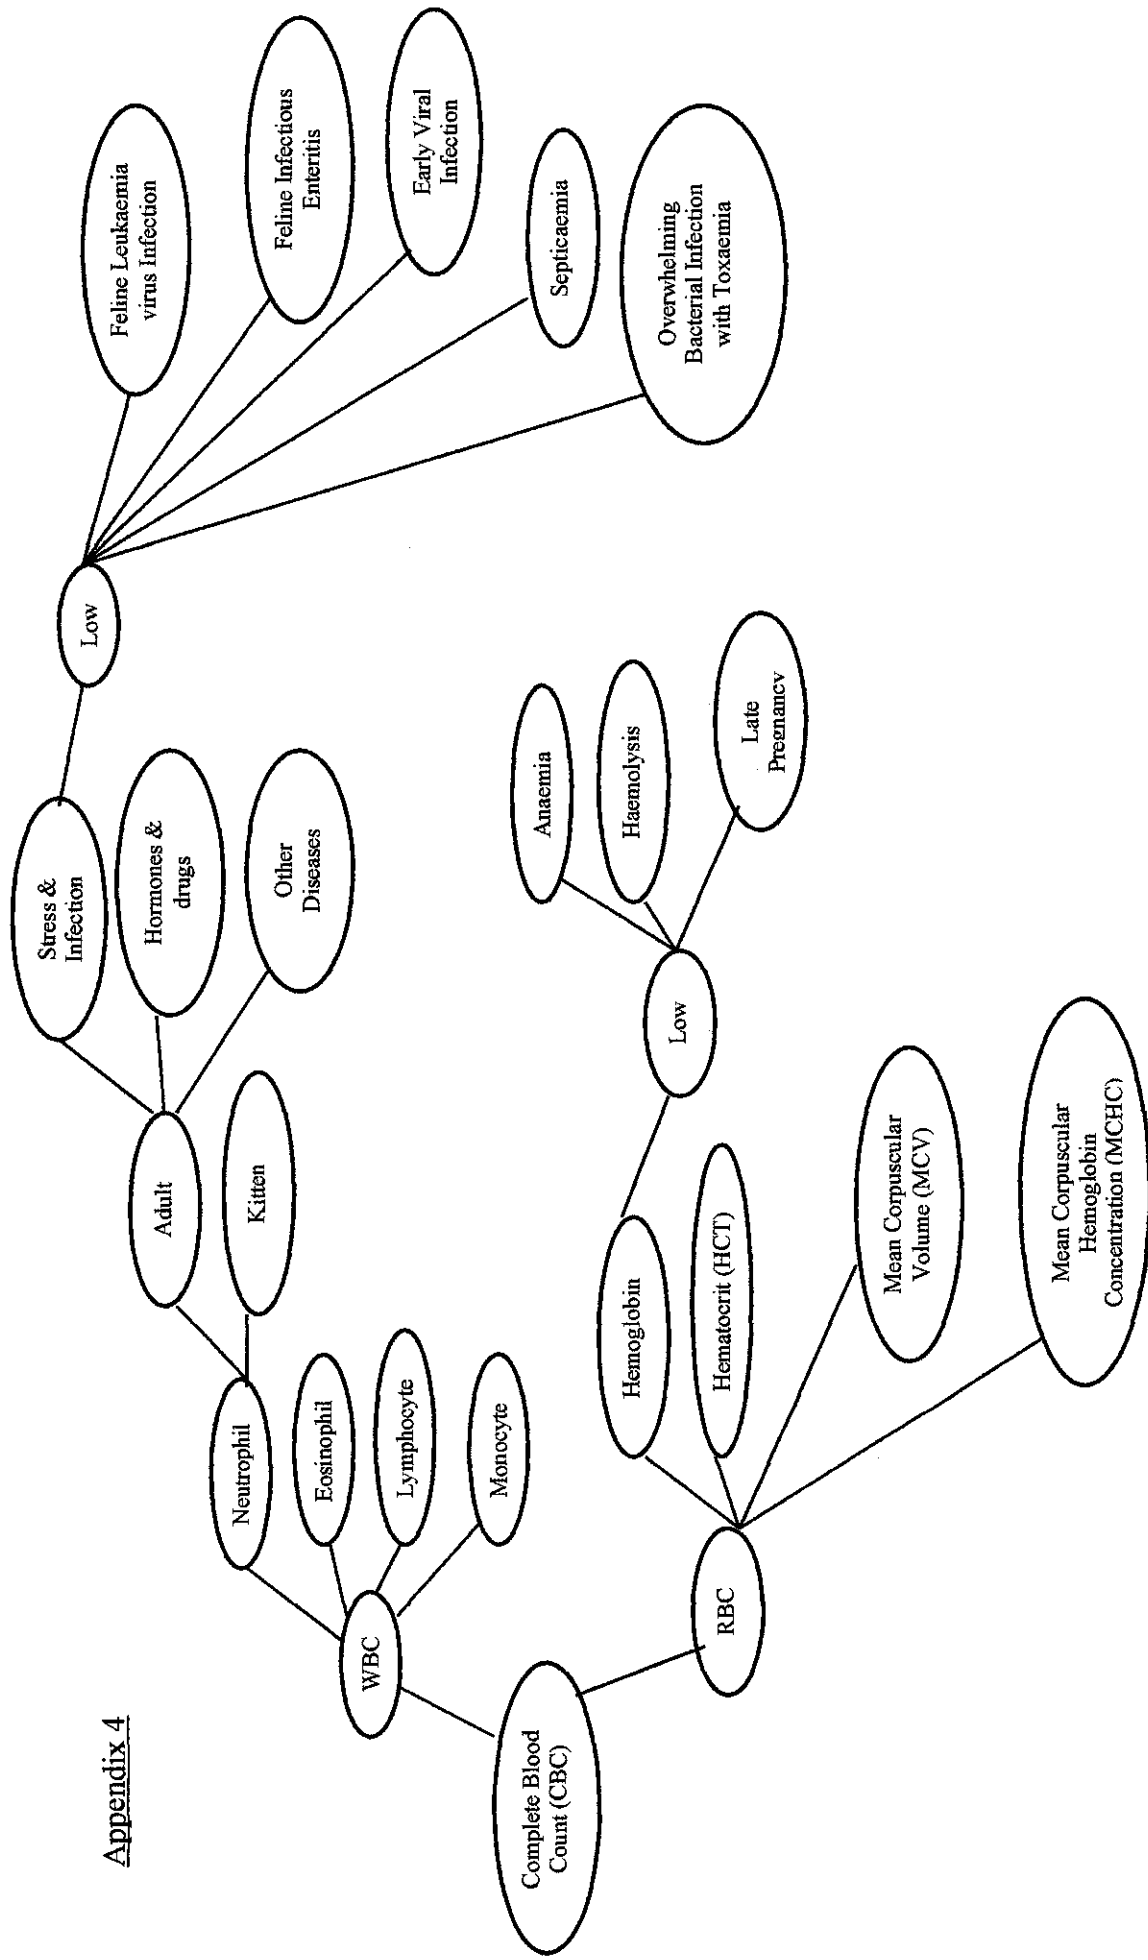 Appendix 4
Complete Blood
Count (CBC)
WBC
Neutrophil
Eosinophil
Lymphocyte
Monocyte
Adult
Kitten
Stress &
Infection
Hormones &
drugs
Other
Diseases
Low
Feline Leukaemia
virus Infection
Feline Infectious
Enteritis
Early Viral
Infection
Septicaemia
Overwhelming
Bacterial Infection
with Toxaemia
RBC
Hemoglobin
Hematocrit (HCT)
Mean Corpuscular
Volume (MCV)
Mean Corpuscular
Hemoglobin
Concentration (MCHC)
Low
Anaemia
Haemolysis
Late
Pregnancy